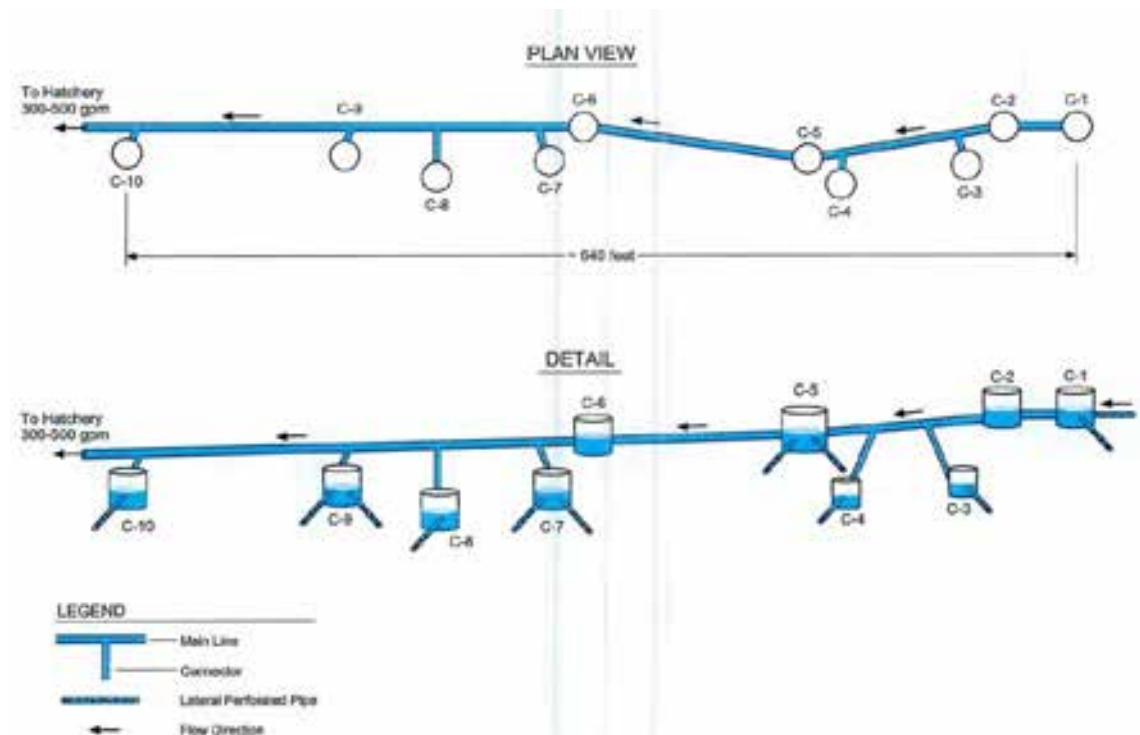 PLAN VIEW
To Hatchery
300-500 gpm
C-9
C-6
C-5
C-2
C-1
C-10
C-8
C-7
C-4
C-3
~ 640 feet
DETAIL
To Hatchery
300-500 gpm
C-6
C-5
C-2
C-1
C-10
C-9
C-8
C-7
C-4
C-3
LEGEND
Main Line
Connector
Lateral Perforated Pipe
Flow Direction